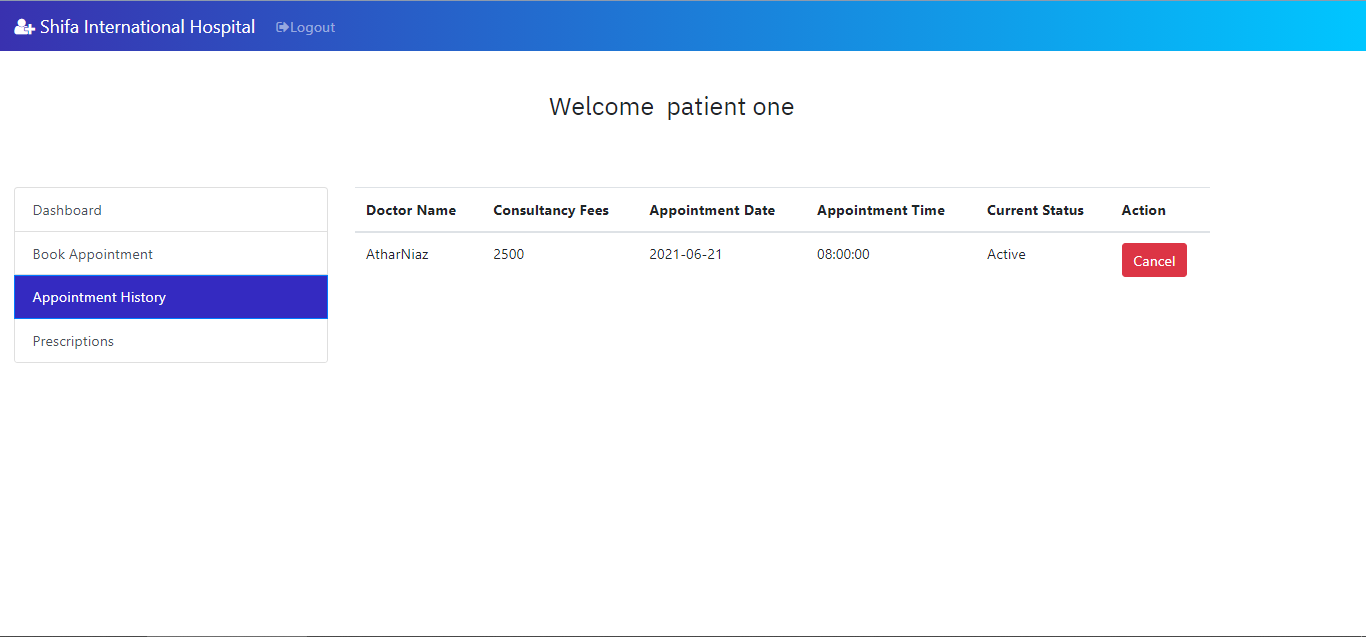 Shifa International Hospital Logout
Welcome patient one
Dashboard
Book Appointment
Appointment History
Prescriptions
Doctor Name Consultancy Fees Appointment Date Appointment Time Current Status Action
AtharNiaz 2500 2021-06-21 08:00:00 Active Cancel